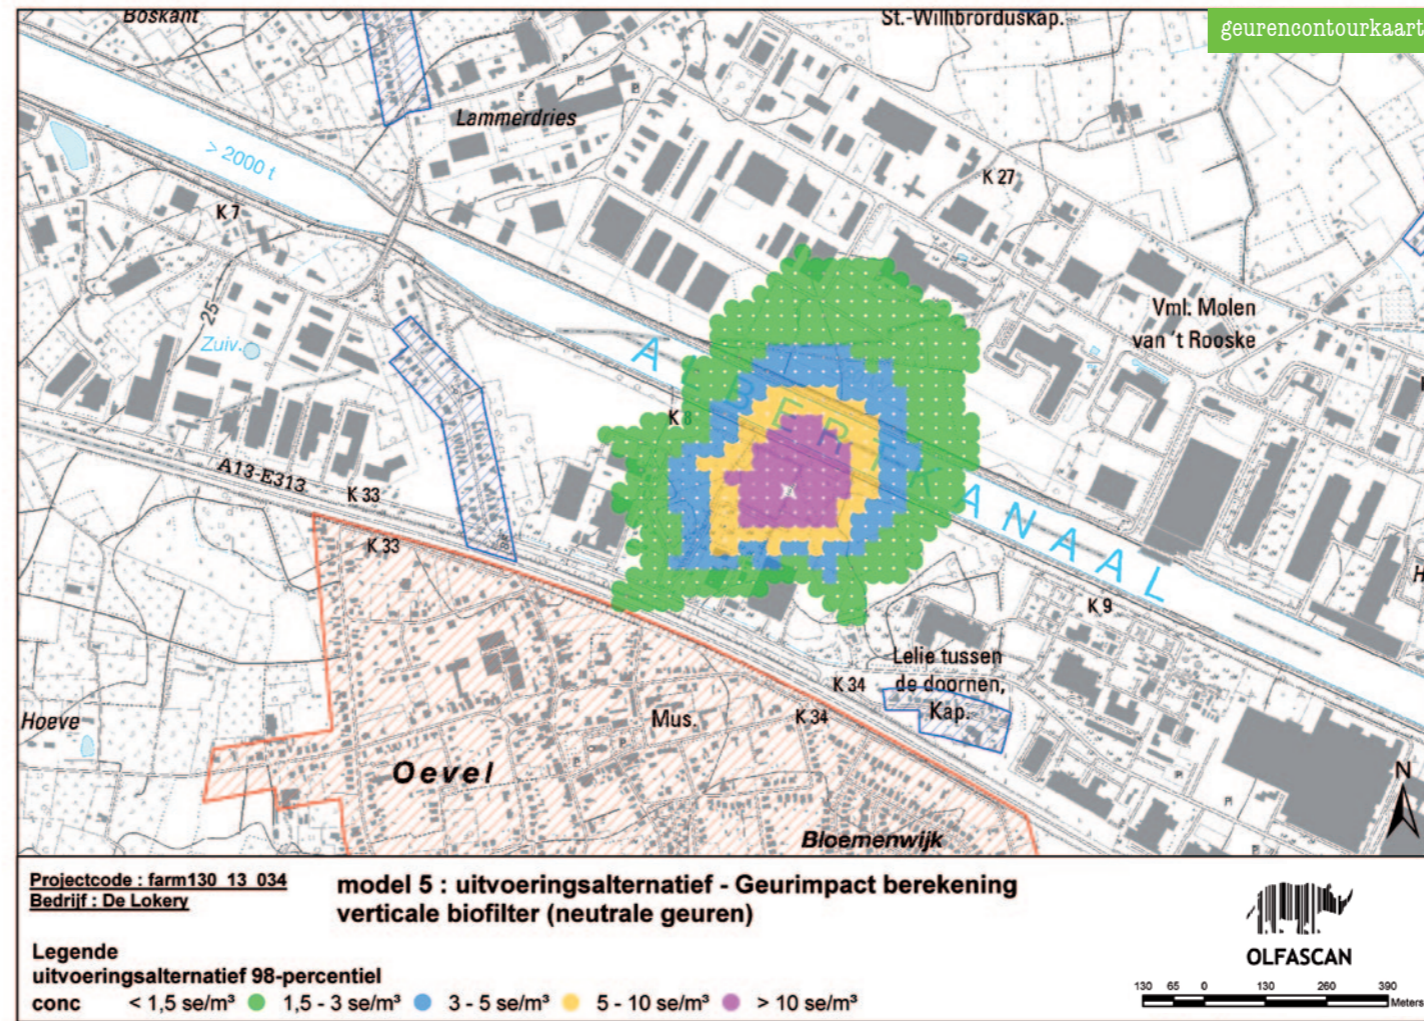 geurencontourkaart
Boskant
St.-Willibrorduskap.
Lammerdries
> 2000 t
K 27
K 7
25
Zuiv.
Vml. Molen
van 't Rooske
ALBERTKANAAL
K 8
A13-E313
K 33
K 33
K 9
Lelie tussen
de doornen,
Kap.
K 34
K 34
Hoeve
Mus.
Oevel
Bloemenwijk
N
Projectcode : farm130_13_034
Bedrijf : De Lokery
model 5 : uitvoeringsalternatief - Geurimpact berekening
verticale biofilter (neutrale geuren)
Legende
uitvoeringsalternatief 98-percentiel
conc < 1,5 se/m³ 1,5 - 3 se/m³ 3 - 5 se/m³ 5 - 10 se/m³ > 10 se/m³
OLFASCAN
130 65 0 130 260 390
Meters